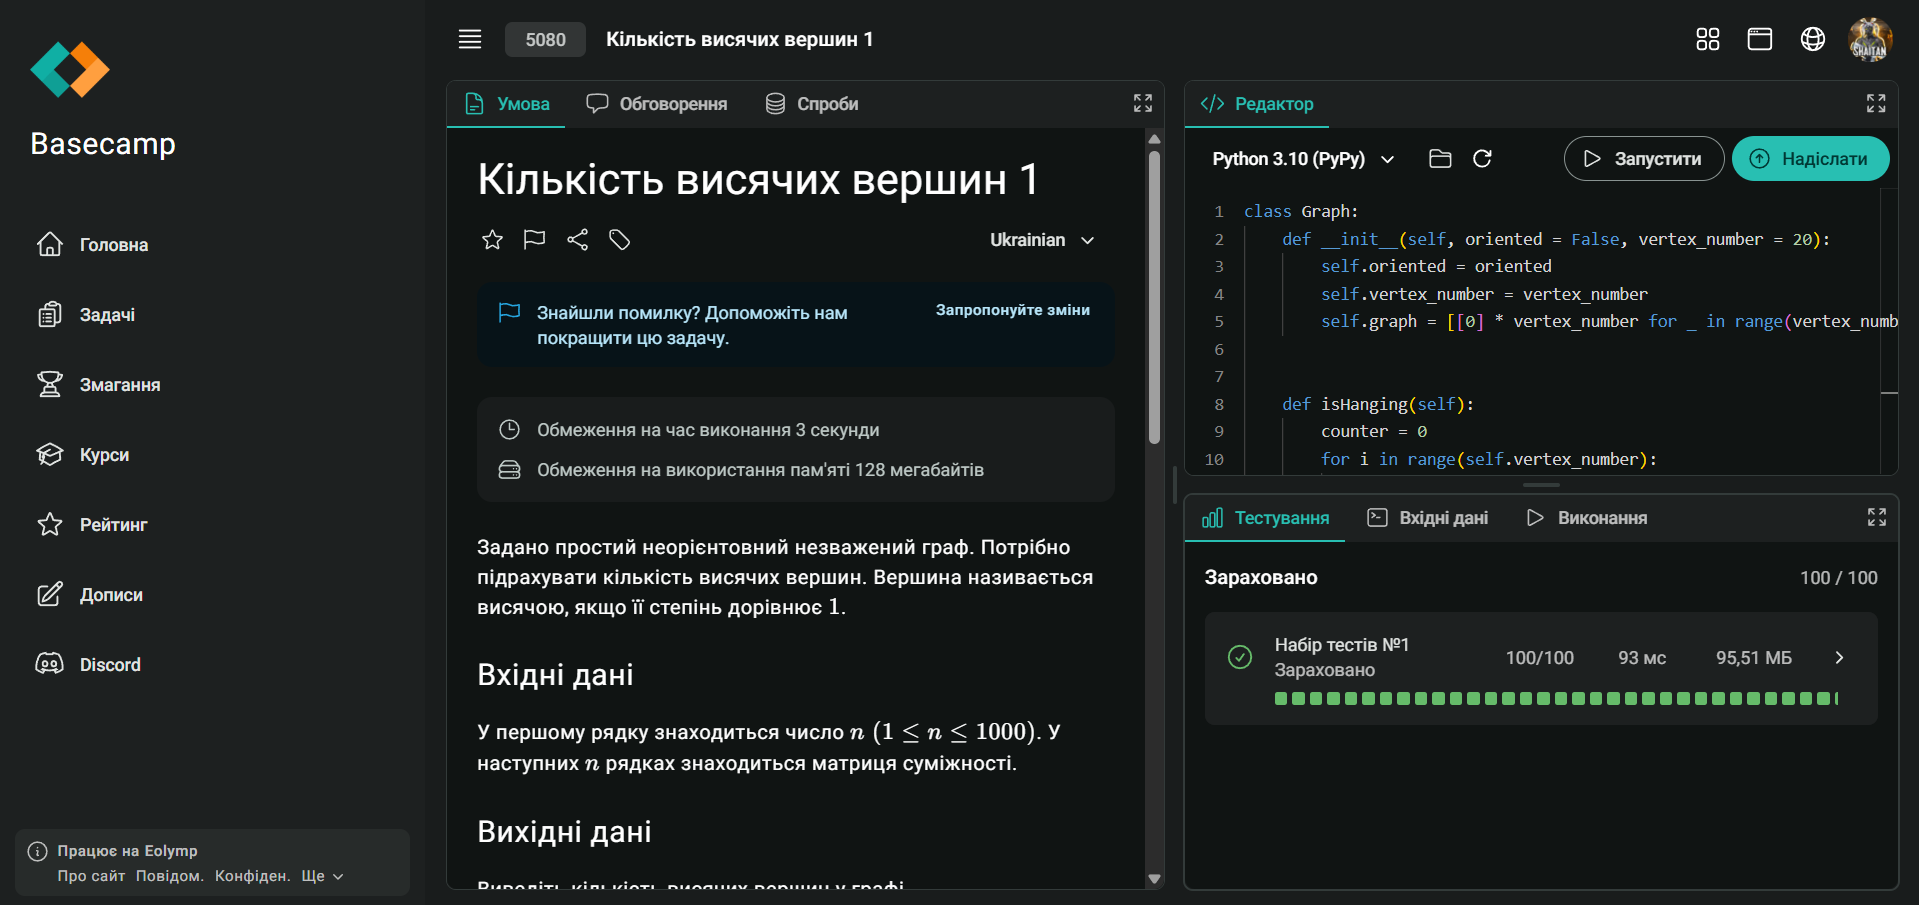 Basecamp
Головна
Задачі
Змагання
Курси
Рейтинг
Дописи
Discord
Працює на Eolymp
Про сайт Повідом. Конфіден. Ще
5080 Кількість висячих вершин 1
SHAITAN
Умова Обговорення Спроби
Кількість висячих вершин 1
Ukrainian
Знайшли помилку? Допоможіть нам
покращити цю задачу.
Запропонуйте зміни
Обмеження на час виконання 3 секунди
Обмеження на використання пам'яті 128 мегабайтів
Задано простий неорієнтовний незважений граф. Потрібно
підрахувати кількість висячих вершин. Вершина називається
висячою, якщо її степінь дорівнює 1.
Вхідні дані
У першому рядку знаходиться число n (1 ≤ n ≤ 1000). У
наступних n рядках знаходиться матриця суміжності.
Вихідні дані
Виведіть кількість висячих вершин у графі.
Редактор
Python 3.10 (PyPy) Запустити Надіслати
1 class Graph:
2 def __init__(self, oriented = False, vertex_number = 20):
3 self.oriented = oriented
4 self.vertex_number = vertex_number
5 self.graph = [[0] * vertex_number for _ in range(vertex_numb
6
7
8 def isHanging(self):
9 counter = 0
10 for i in range(self.vertex_number):
Тестування Вхідні дані Виконання
Зараховано 100 / 100
Набір тестів №1
Зараховано
100/100 93 мс 95,51 МБ